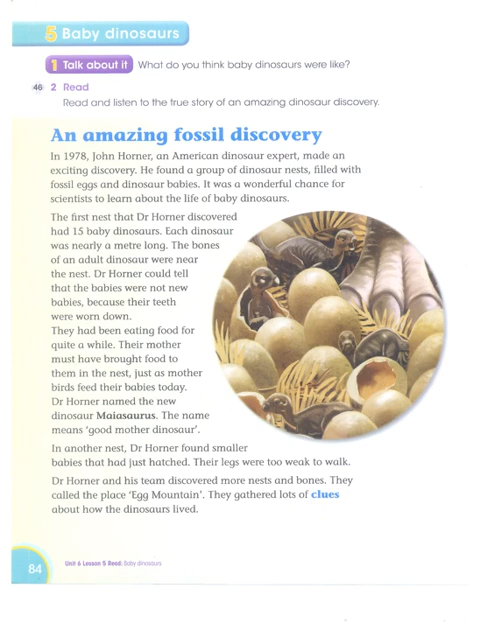 5 Baby dinosaurs
1 Talk about it What do you think baby dinosaurs were like?
46 2 Read
Read and listen to the true story of an amazing dinosaur discovery.
An amazing fossil discovery
In 1978, John Horner, an American dinosaur expert, made an
exciting discovery. He found a group of dinosaur nests, filled with
fossil eggs and dinosaur babies. It was a wonderful chance for
scientists to learn about the life of baby dinosaurs.
The first nest that Dr Horner discovered
had 15 baby dinosaurs. Each dinosaur
was nearly a metre long. The bones
of an adult dinosaur were near
the nest. Dr Horner could tell
that the babies were not new
babies, because their teeth
were worn down.
They had been eating food for
quite a while. Their mother
must have brought food to
them in the nest, just as mother
birds feed their babies today.
Dr Horner named the new
dinosaur Maiasaurus. The name
means ‘good mother dinosaur’.
In another nest, Dr Horner found smaller
babies that had just hatched. Their legs were too weak to walk.
Dr Horner and his team discovered more nests and bones. They
called the place ‘Egg Mountain’. They gathered lots of clues
about how the dinosaurs lived.
84 Unit 6 Lesson 5 Read: Baby dinosaurs